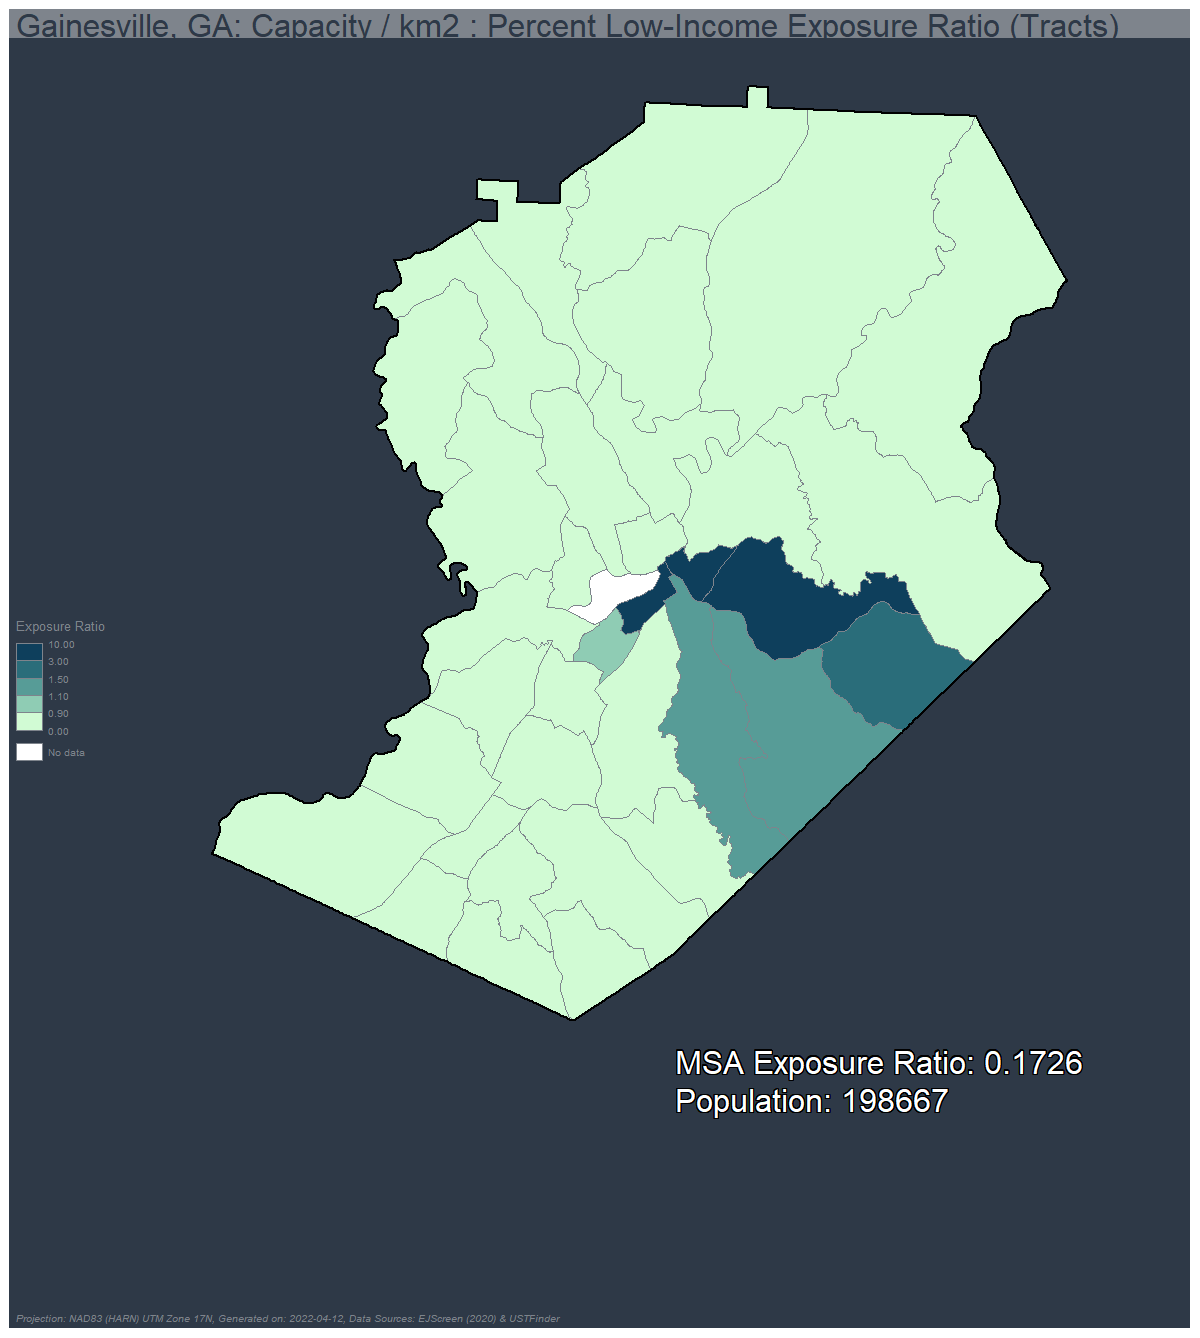 Gainesville, GA: Capacity / km2 : Percent Low-Income Exposure Ratio (Tracts)
Exposure Ratio
10.00
3.00
1.50
1.10
0.90
0.00
No data
MSA Exposure Ratio: 0.1726
Population: 198667
Projection: NAD83 (HARN) UTM Zone 17N, Generated on: 2022-04-12, Data Sources: EJScreen (2020) & USTFinder